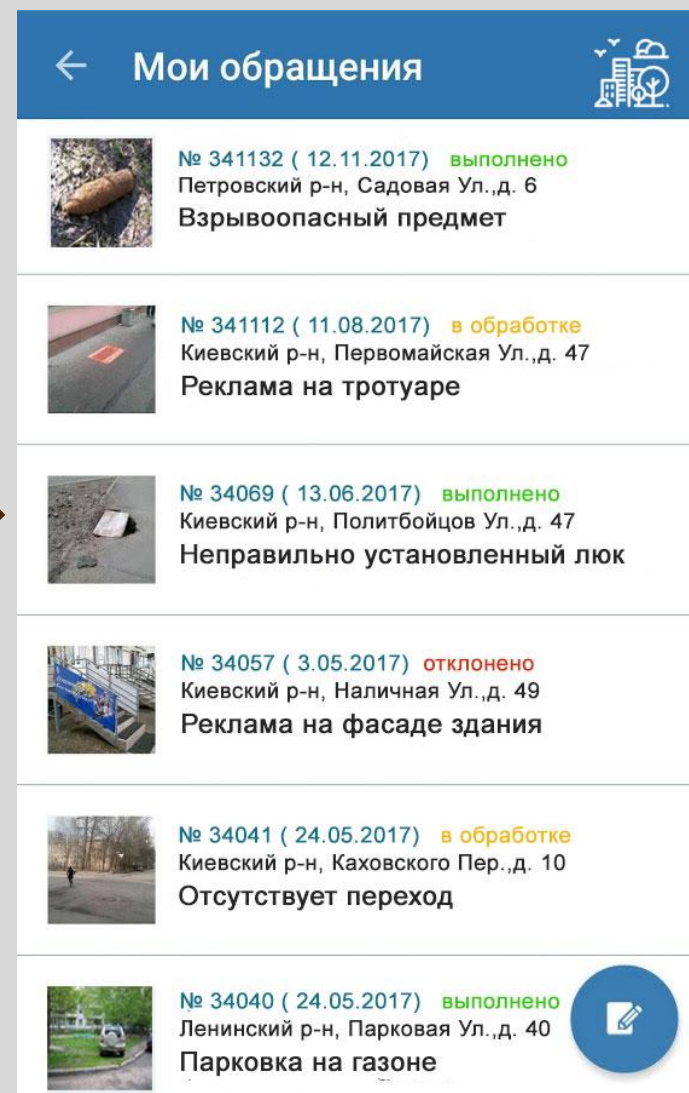 Мои обращения
№ 341132 ( 12.11.2017) выполнено
Петровский р-н, Садовая Ул.,д. 6
Взрывоопасный предмет
№ 341112 ( 11.08.2017) в обработке
Киевский р-н, Первомайская Ул.,д. 47
Реклама на тротуаре
№ 34069 ( 13.06.2017) выполнено
Киевский р-н, Политбойцов Ул.,д. 47
Неправильно установленный люк
№ 34057 ( 3.05.2017) отклонено
Киевский р-н, Наличная Ул.,д. 49
Реклама на фасаде здания
№ 34041 ( 24.05.2017) в обработке
Киевский р-н, Каховского Пер.,д. 10
Отсутствует переход
№ 34040 ( 24.05.2017) выполнено
Ленинский р-н, Парковая Ул.,д. 40
Парковка на газоне